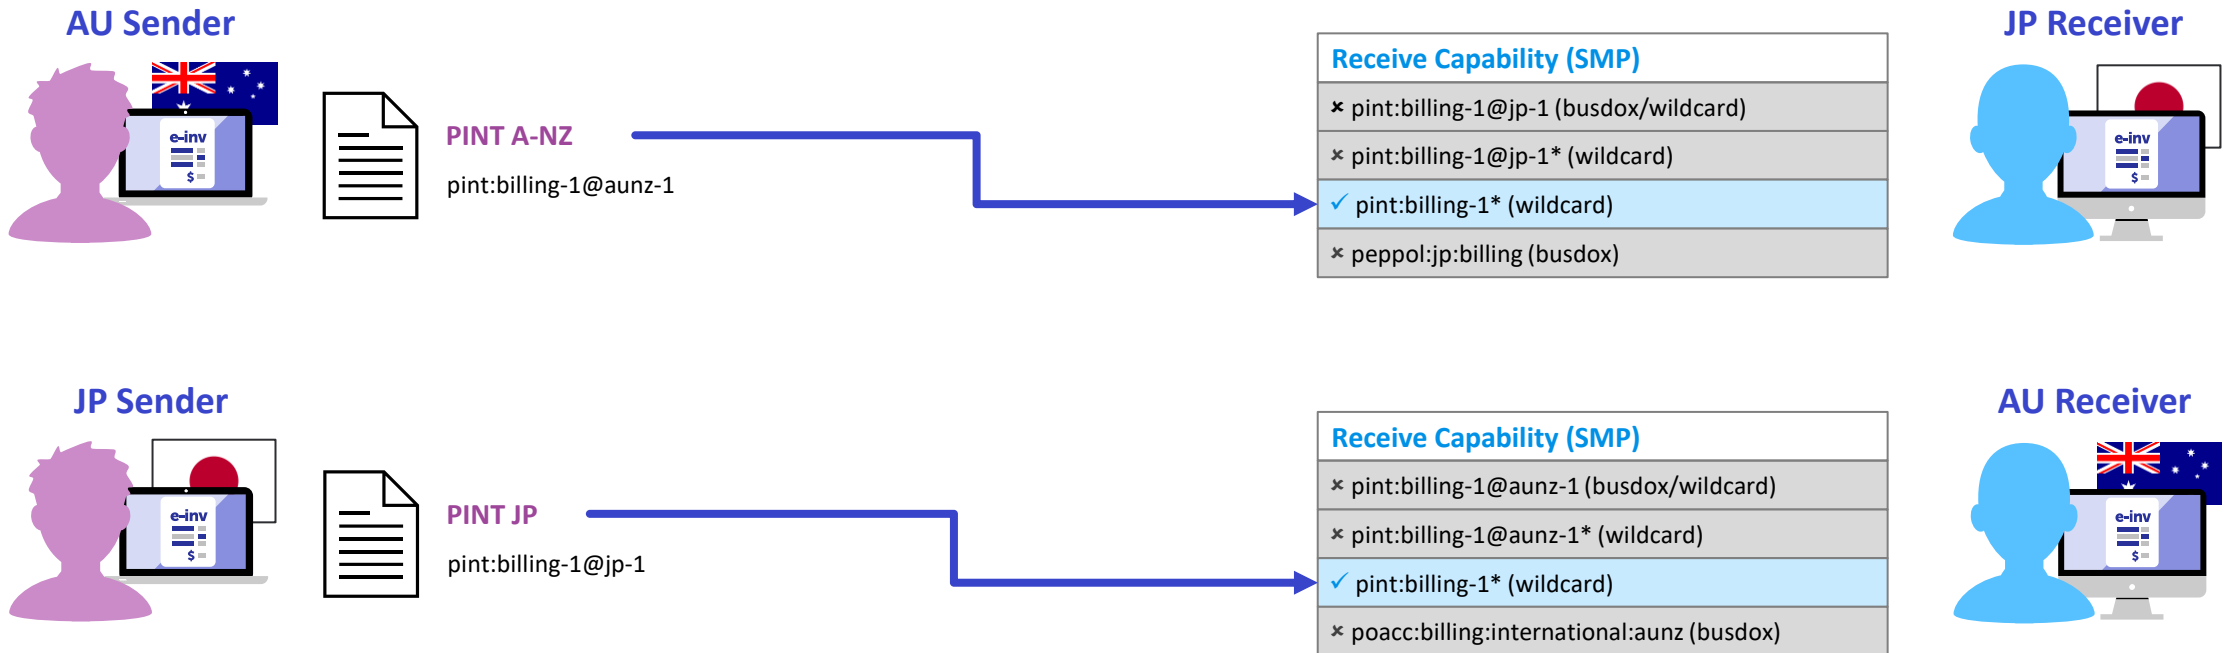 AU Sender
JP Receiver
e-inv
$
PINT A-NZ
pint:billing-1@aunz-1
Receive Capability (SMP)
× pint:billing-1@jp-1 (busdox/wildcard)
× pint:billing-1@jp-1* (wildcard)
✓ pint:billing-1* (wildcard)
× peppol:jp:billing (busdox)
e-inv
$
JP Sender
AU Receiver
e-inv
$
PINT JP
pint:billing-1@jp-1
Receive Capability (SMP)
× pint:billing-1@aunz-1 (busdox/wildcard)
× pint:billing-1@aunz-1* (wildcard)
✓ pint:billing-1* (wildcard)
× poacc:billing:international:aunz (busdox)
e-inv
$